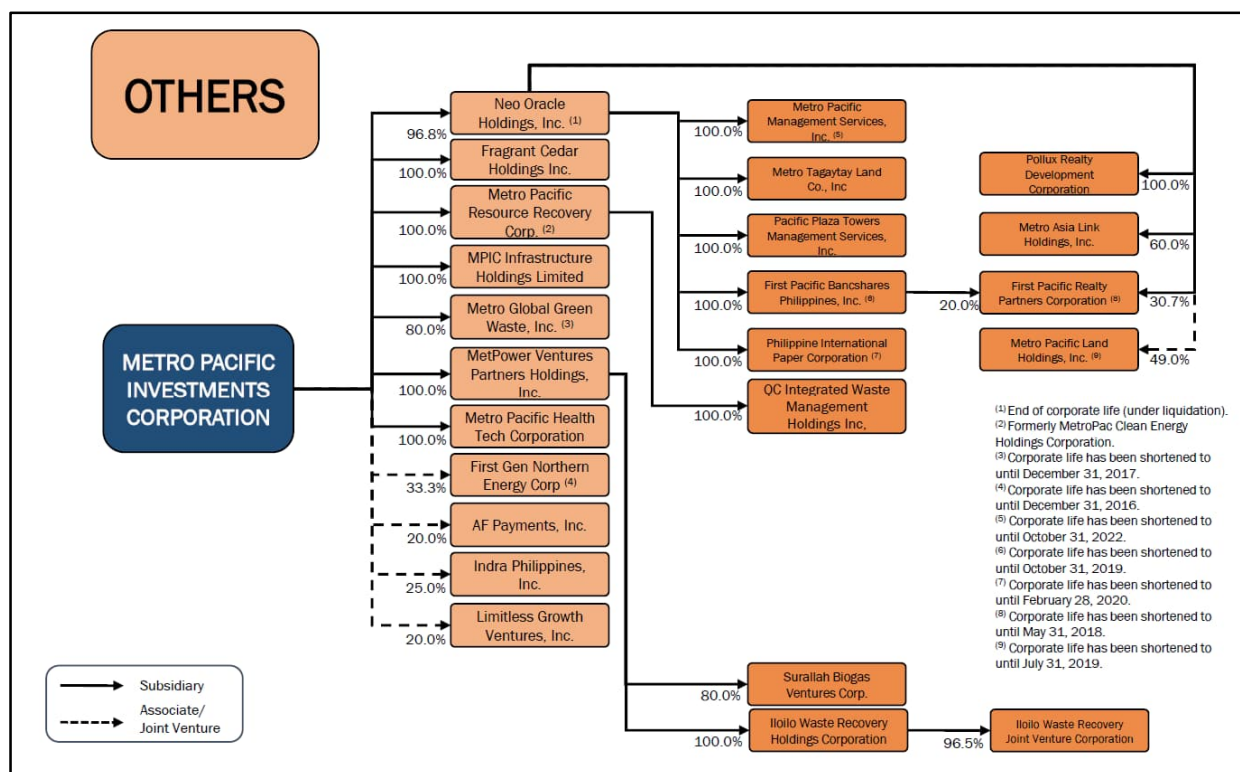 OTHERS
METRO PACIFIC
INVESTMENTS
CORPORATION
Neo Oracle
Holdings, Inc. (1)
96.8%
Fragrant Cedar
Holdings Inc.
100.0%
Metro Pacific
Resource Recovery
Corp. (2)
100.0%
MPIC Infrastructure
Holdings Limited
100.0%
Metro Global Green
Waste, Inc. (3)
80.0%
MetPower Ventures
Partners Holdings,
Inc.
100.0%
Metro Pacific Health
Tech Corporation
100.0%
First Gen Northern
Energy Corp (4)
33.3%
AF Payments, Inc.
20.0%
Indra Philippines,
Inc.
25.0%
Limitless Growth
Ventures, Inc.
20.0%
Metro Pacific
Management Services,
Inc. (5)
100.0%
Metro Tagaytay Land
Co., Inc
100.0%
Pacific Plaza Towers
Management Services,
Inc.
100.0%
First Pacific Bancshares
Philippines, Inc. (6)
100.0%
Philippine International
Paper Corporation (7)
100.0%
QC Integrated Waste
Management
Holdings Inc,
100.0%
Surallah Biogas
Ventures Corp.
80.0%
Iloilo Waste Recovery
Holdings Corporation
100.0%
Pollux Realty
Development
Corporation
100.0%
Metro Asia Link
Holdings, Inc.
60.0%
First Pacific Realty
Partners Corporation (8)
20.0%
30.7%
Metro Pacific Land
Holdings, Inc. (9)
49.0%
Iloilo Waste Recovery
Joint Venture Corporation
96.5%
(1) End of corporate life (under liquidation).
(2) Formerly MetroPac Clean Energy
Holdings Corporation.
(3) Corporate life has been shortened to
until December 31, 2017.
(4) Corporate life has been shortened to
until December 31, 2016.
(5) Corporate life has been shortened to
until October 31, 2022.
(6) Corporate life has been shortened to
until October 31, 2019.
(7) Corporate life has been shortened to
until February 28, 2020.
(8) Corporate life has been shortened to
until May 31, 2018.
(9) Corporate life has been shortened to
until July 31, 2019.
Subsidiary
Associate/
Joint Venture